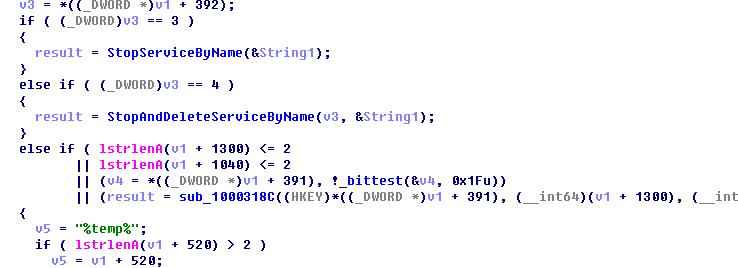 v3 = *((_DWORD *)v1 + 392);
if ( (_DWORD)v3 == 3 )
{
result = StopServiceByName(&String1);
}
else if ( (_DWORD)v3 == 4 )
{
result = StopAndDeleteServiceByName(v3, &String1);
}
else if ( lstrlenA(v1 + 1300) <= 2
|| lstrlenA(v1 + 1040) <= 2
|| (v4 = *((_DWORD *)v1 + 391), !_bittest(&v4, 0x1Fu))
|| (result = sub_1000318C((HKEY)*((_DWORD *)v1 + 391), (__int64)(v1 + 1300), (__int
{
v5 = "%temp%";
if ( lstrlenA(v1 + 520) > 2 )
v5 = v1 + 520;